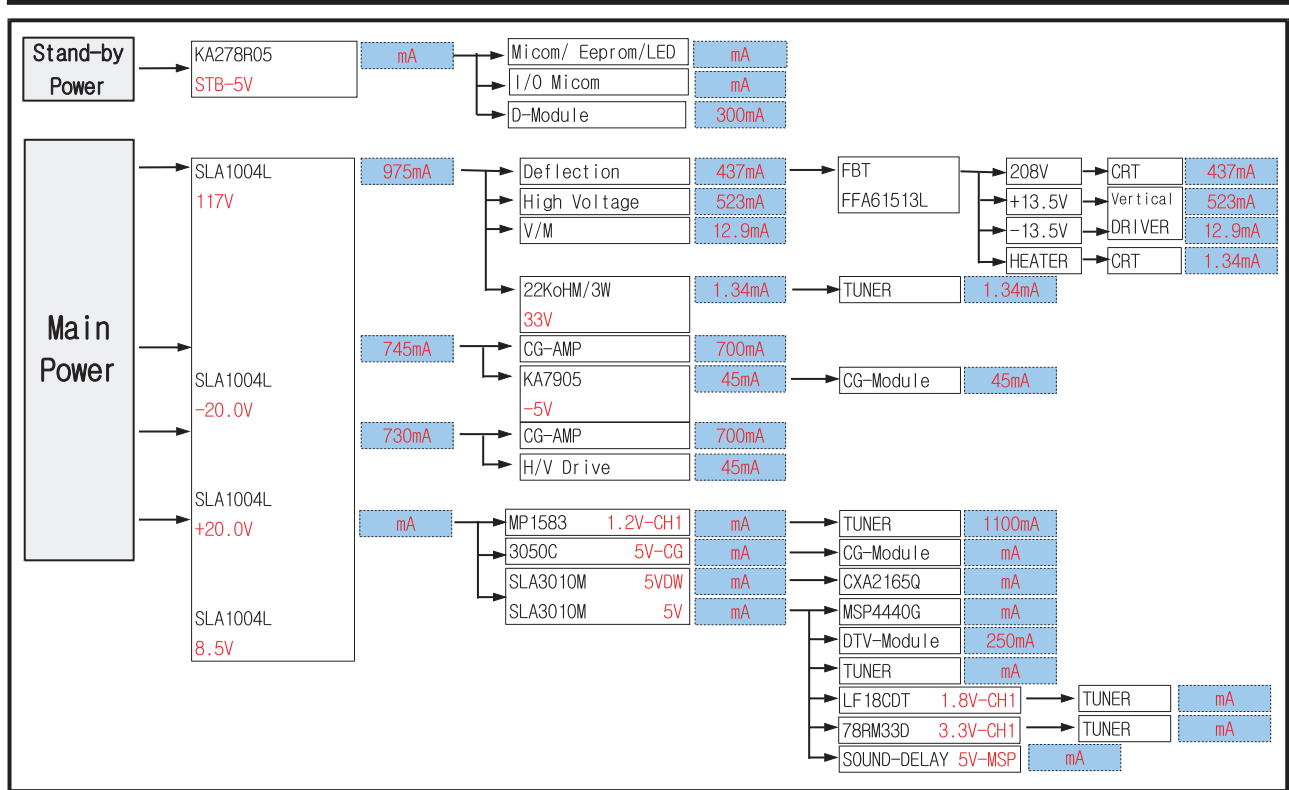 Stand-by
Power
KA278R05
STB-5V
mA
Micom/ Eeprom/LED
mA
I/O Micom
mA
D-Module
300mA
Main
Power
SLA1004L
117V
975mA
Deflection
437mA
High Voltage
523mA
V/M
12.9mA
FBT
FFA61513L
208V
CRT
437mA
+13.5V
Vertical
523mA
-13.5V
DRIVER
12.9mA
HEATER
CRT
1.34mA
22KoHM/3W
33V
1.34mA
TUNER
1.34mA
SLA1004L
-20.0V
745mA
CG-AMP
700mA
KA7905
-5V
45mA
CG-Module
45mA
730mA
CG-AMP
700mA
H/V Drive
45mA
SLA1004L
+20.0V
mA
MP1583 1.2V-CH1
mA
TUNER
1100mA
3050C 5V-CG
mA
CG-Module
mA
SLA3010M 5VDW
mA
CXA2165Q
mA
SLA3010M 5V
mA
MSP4440G
mA
SLA1004L
8.5V
DTV-Module
250mA
TUNER
mA
LF18CDT 1.8V-CH1
TUNER
mA
78RM33D 3.3V-CH1
TUNER
mA
SOUND-DELAY 5V-MSP
mA